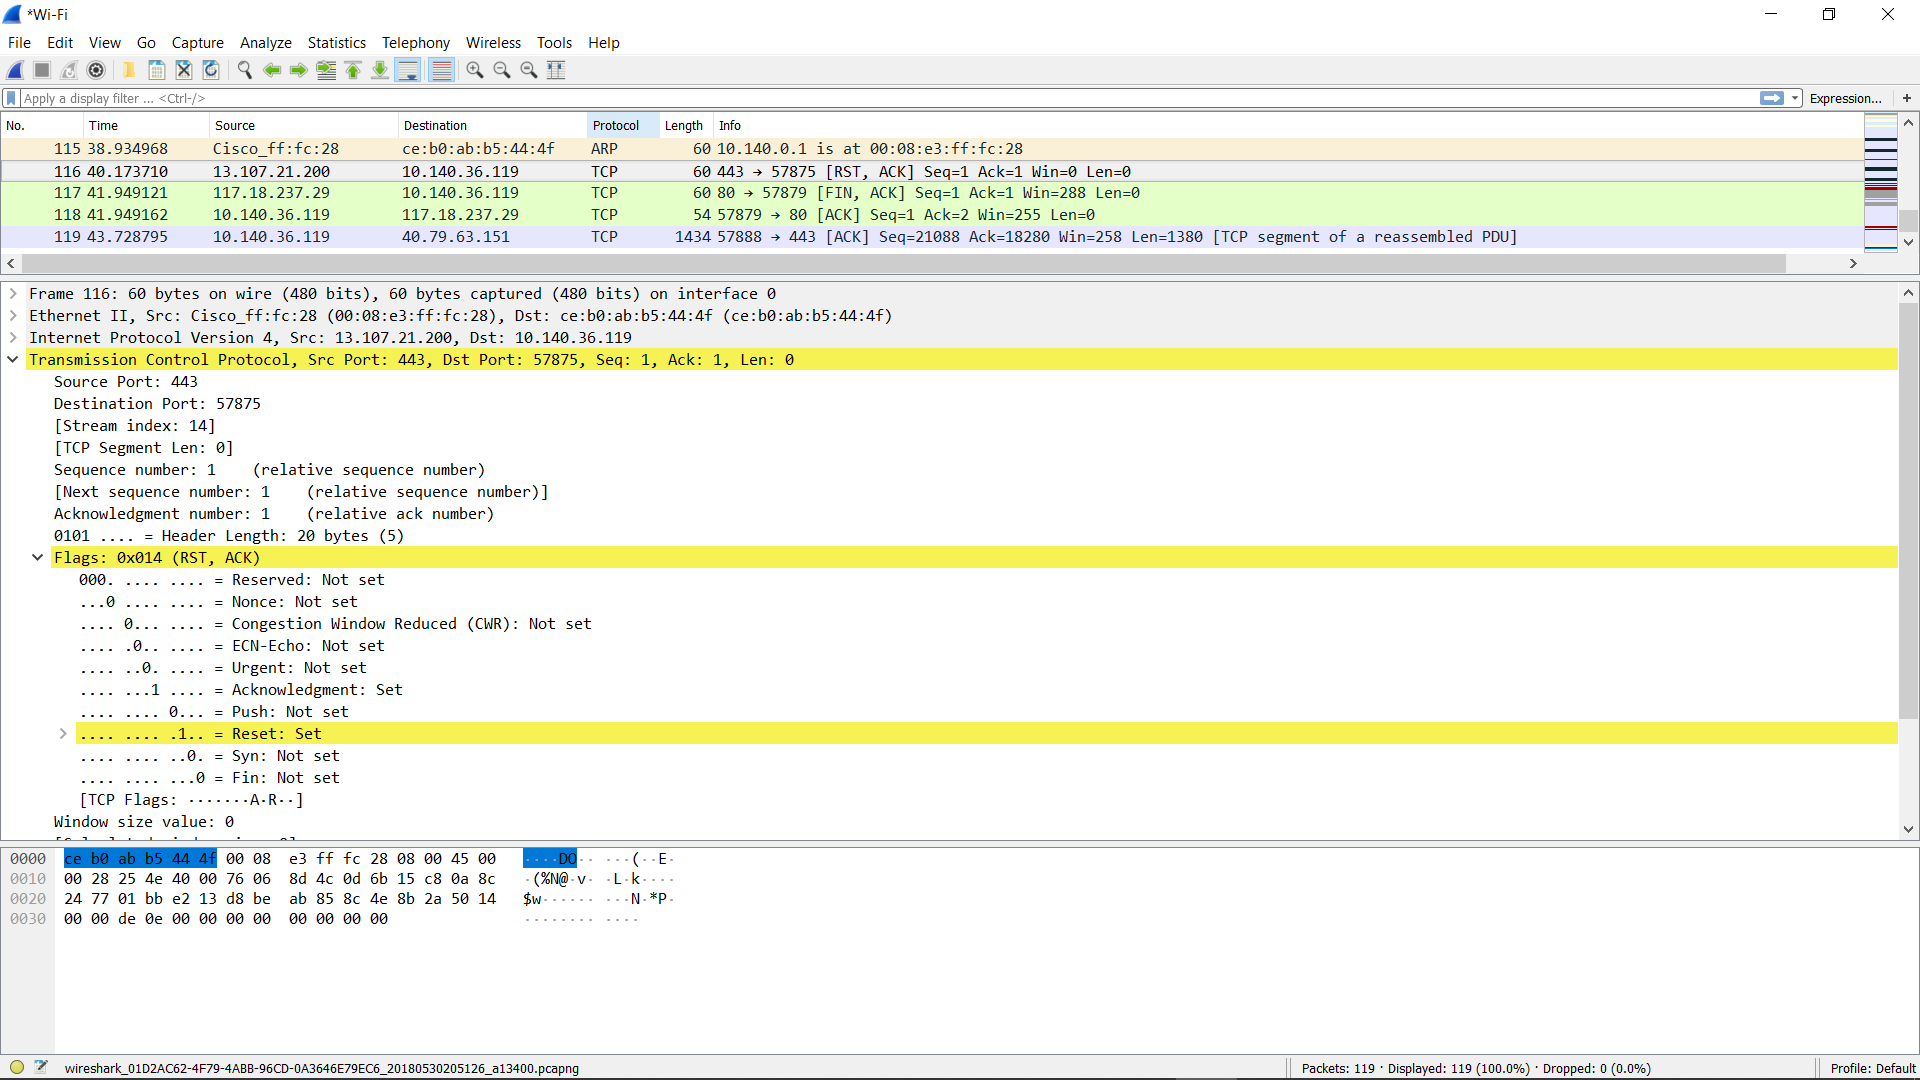 *Wi-Fi
File Edit View Go Capture Analyze Statistics Telephony Wireless Tools Help
Apply a display filter ... <Ctrl-/> Expression... +
No. Time Source Destination Protocol Length Info
115 38.934968 Cisco_ff:fc:28 ce:b0:ab:b5:44:4f ARP 60 10.140.0.1 is at 00:08:e3:ff:fc:28
116 40.173710 13.107.21.200 10.140.36.119 TCP 60 443 → 57875 [RST, ACK] Seq=1 Ack=1 Win=0 Len=0
117 41.949121 117.18.237.29 10.140.36.119 TCP 60 80 → 57879 [FIN, ACK] Seq=1 Ack=1 Win=288 Len=0
118 41.949162 10.140.36.119 117.18.237.29 TCP 54 57879 → 80 [ACK] Seq=1 Ack=2 Win=255 Len=0
119 43.728795 10.140.36.119 40.79.63.151 TCP 1434 57888 → 443 [ACK] Seq=21088 Ack=18280 Win=258 Len=1380 [TCP segment of a reassembled PDU]
Frame 116: 60 bytes on wire (480 bits), 60 bytes captured (480 bits) on interface 0
Ethernet II, Src: Cisco_ff:fc:28 (00:08:e3:ff:fc:28), Dst: ce:b0:ab:b5:44:4f (ce:b0:ab:b5:44:4f)
Internet Protocol Version 4, Src: 13.107.21.200, Dst: 10.140.36.119
Transmission Control Protocol, Src Port: 443, Dst Port: 57875, Seq: 1, Ack: 1, Len: 0
Source Port: 443
Destination Port: 57875
[Stream index: 14]
[TCP Segment Len: 0]
Sequence number: 1 (relative sequence number)
[Next sequence number: 1 (relative sequence number)]
Acknowledgment number: 1 (relative ack number)
0101 .... = Header Length: 20 bytes (5)
Flags: 0x014 (RST, ACK)
000. .... .... = Reserved: Not set
...0 .... .... = Nonce: Not set
.... 0... .... = Congestion Window Reduced (CWR): Not set
.... .0.. .... = ECN-Echo: Not set
.... ..0. .... = Urgent: Not set
.... ...1 .... = Acknowledgment: Set
.... .... 0... = Push: Not set
.... .... .1.. = Reset: Set
.... .... ..0. = Syn: Not set
.... .... ...0 = Fin: Not set
[TCP Flags: ·······A·R··]
Window size value: 0
0000 ce b0 ab b5 44 4f 00 08 e3 ff fc 28 08 00 45 00 ····DO·· ···(··E·
0010 00 28 25 4e 40 00 76 06 8d 4c 0d 6b 15 c8 0a 8c ·(%N@·v· ·L·k····
0020 24 77 01 bb e2 13 d8 be ab 85 8c 4e 8b 2a 50 14 $w······ ···N·*P·
0030 00 00 de 0e 00 00 00 00 00 00 00 00 ········ ····
wireshark_01D2AC62-4F79-4ABB-96CD-0A3646E79EC6_20180530205126_a13400.pcapng Packets: 119 · Displayed: 119 (100.0%) · Dropped: 0 (0.0%) Profile: Default